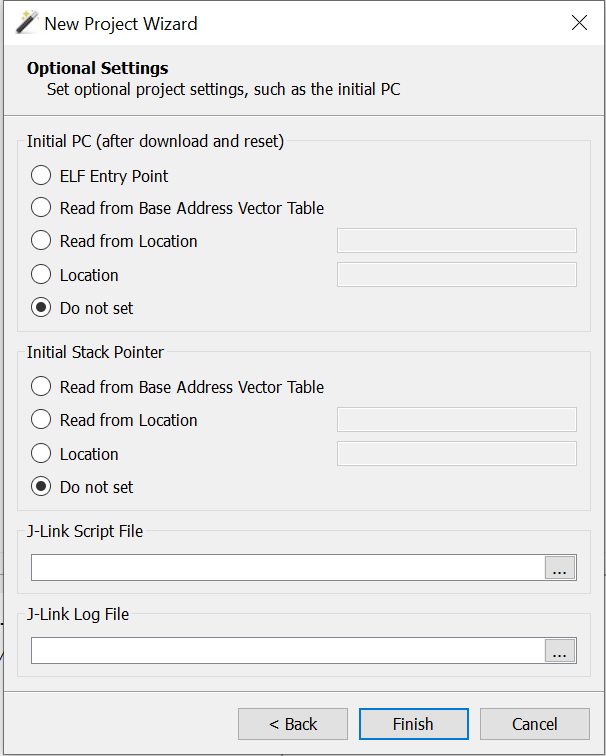 New Project Wizard
Optional Settings
Set optional project settings, such as the initial PC
Initial PC (after download and reset)
ELF Entry Point
Read from Base Address Vector Table
Read from Location
Location
Do not set
Initial Stack Pointer
Read from Base Address Vector Table
Read from Location
Location
Do not set
J-Link Script File
...
J-Link Log File
...
< Back
Finish
Cancel